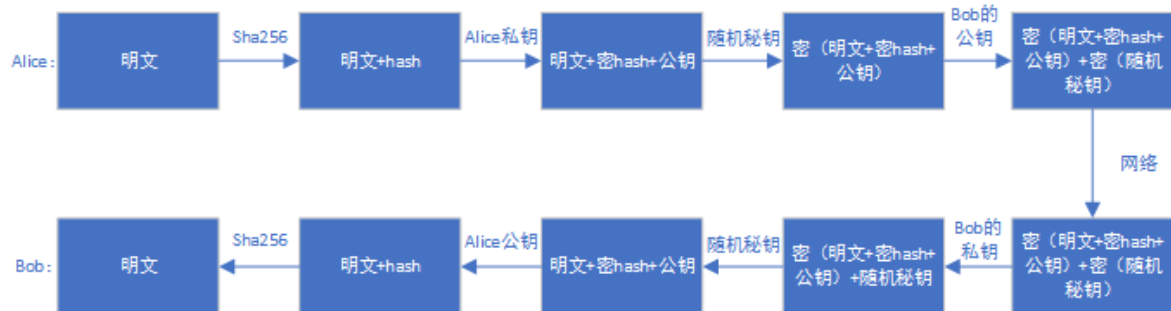 Sha256
Alice私钥
随机秘钥
Bob的
公钥
Alice:
明文
明文+hash
明文+密hash+公钥
密（明文+密hash+
公钥）
密（明文+密hash+
公钥）+密（随机
秘钥）
网络
Sha256
Alice公钥
随机秘钥
Bob的
私钥
Bob:
明文
明文+hash
明文+密hash+公钥
密（明文+密hash+
公钥）+随机秘钥
密（明文+密hash+
公钥）+密（随机
秘钥）